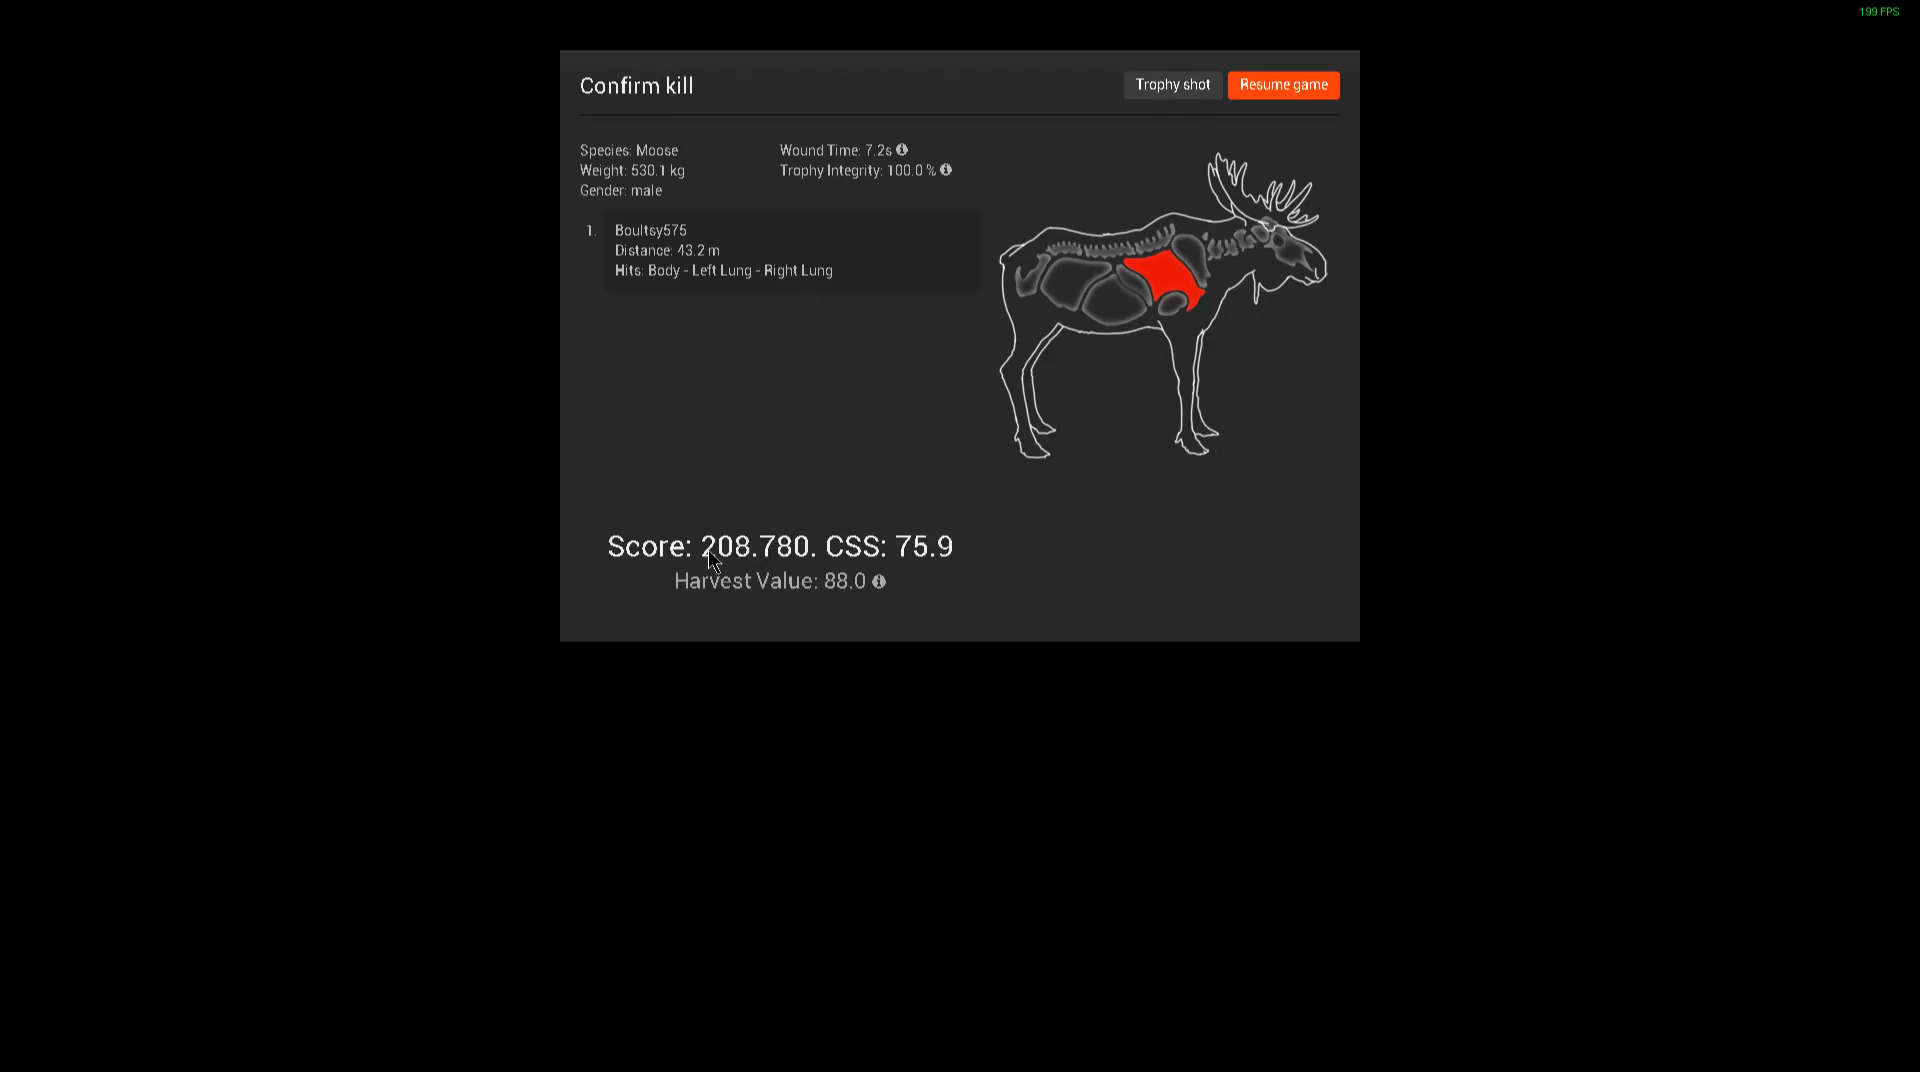 199 FPS
Confirm kill
Trophy shot
Resume game
Species: Moose
Weight: 530.1 kg
Gender: male
Wound Time: 7.2s
Trophy Integrity: 100.0 %
1. Boultsy575
Distance: 43.2 m
Hits: Body - Left Lung - Right Lung
Score: 208.780. CSS: 75.9
Harvest Value: 88.0